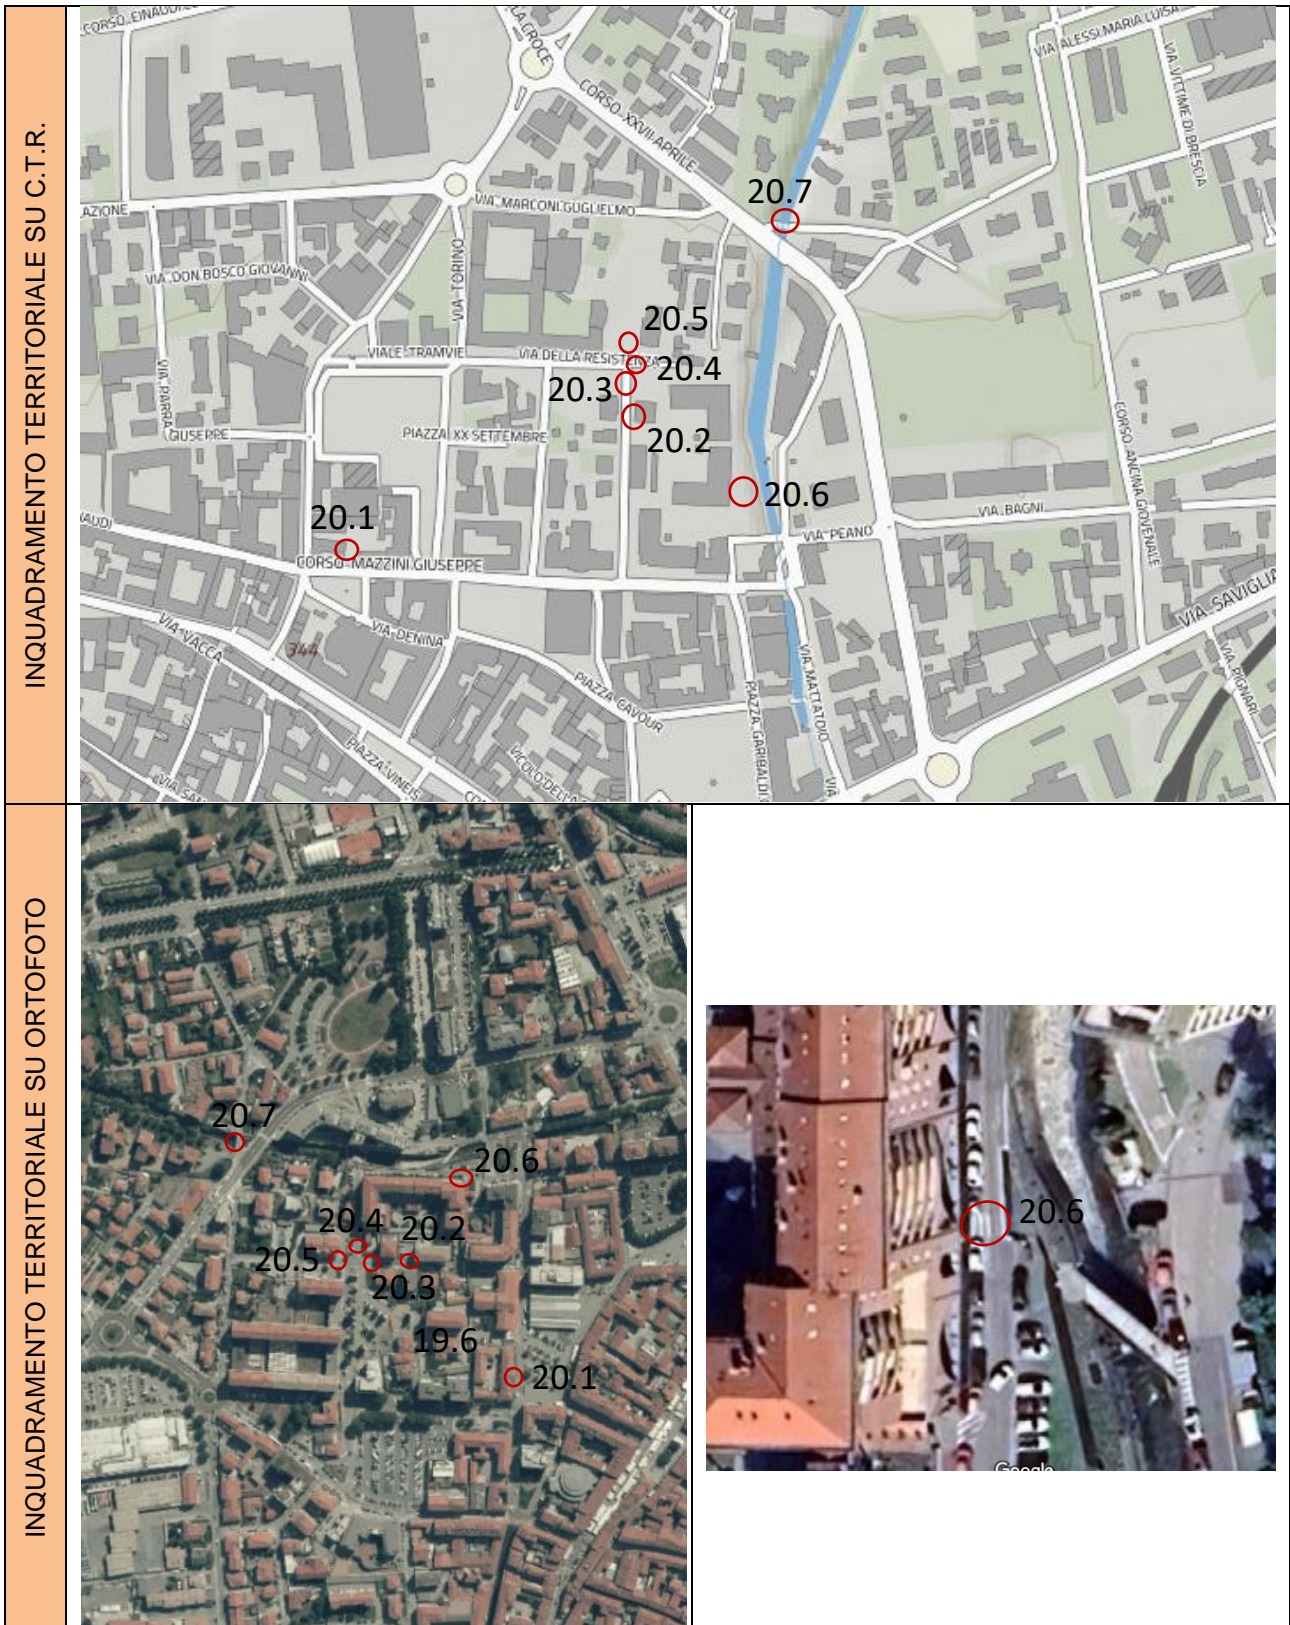 INQUADRAMENTO TERRITORIALE SU C.T.R.
CORSO EINAUDI
LA CROCE
CORSO XXVII APRILE
VIA ALESSI MARIA LUISA
VIA VITTIME DI BRESCIA
AZIONE
VIA MARCONI GUGLIELMO
20.7
VIA DON BOSCO GIOVANNI
VIA TORINO
20.5
VIALE TRAMVIE
VIA DELLA RESISTENZA
20.4
20.3
VIA PARRA
GIUSEPPE
PIAZZA XX SETTEMBRE
20.2
CORSO ANCINA GIOVENALE
20.6
VIA BAGNI
20.1
NAUDI
VIA PEANO
CORSO MAZZINI GIUSEPPE
VIA SAVIGLIA
VIA VACCA
VIA DENINA
344
VIA MATTATOIO
VIA PIGNARI
PIAZZA CAVOUR
PIAZZA GARIBALDI
PIAZZA VINEIS
VICOLO DELLA
VIA
INQUADRAMENTO TERRITORIALE SU ORTOFOTO
20.7
20.6
20.4
20.2
20.5
20.3
19.6
20.1
20.6
Google